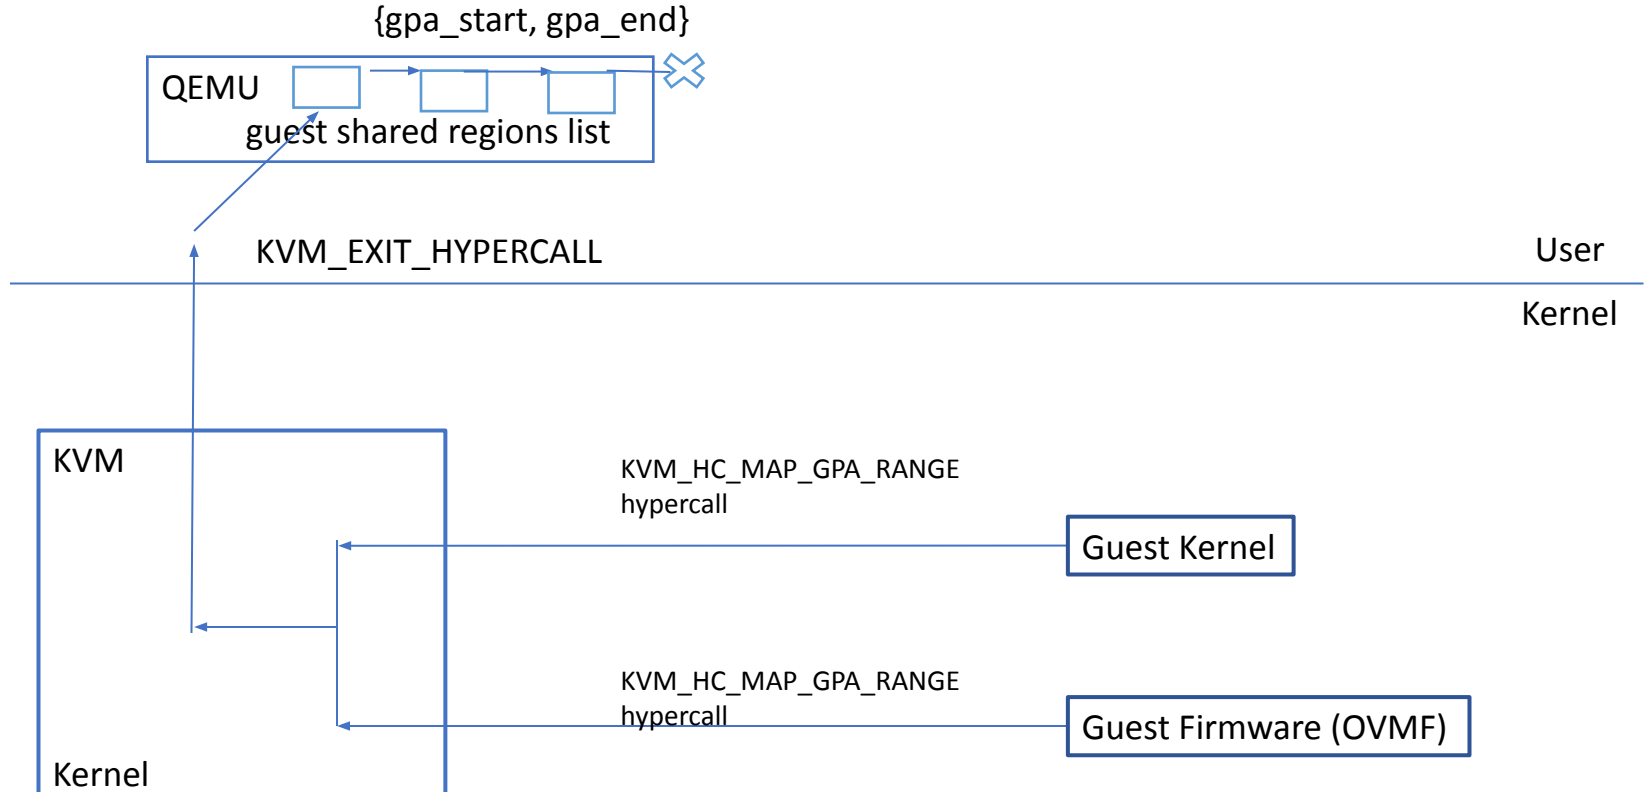 {gpa_start, gpa_end}
QEMU
guest shared regions list
KVM_EXIT_HYPERCALL
User
Kernel
KVM
KVM_HC_MAP_GPA_RANGE
hypercall
Guest Kernel
KVM_HC_MAP_GPA_RANGE
hypercall
Guest Firmware (OVMF)
Kernel